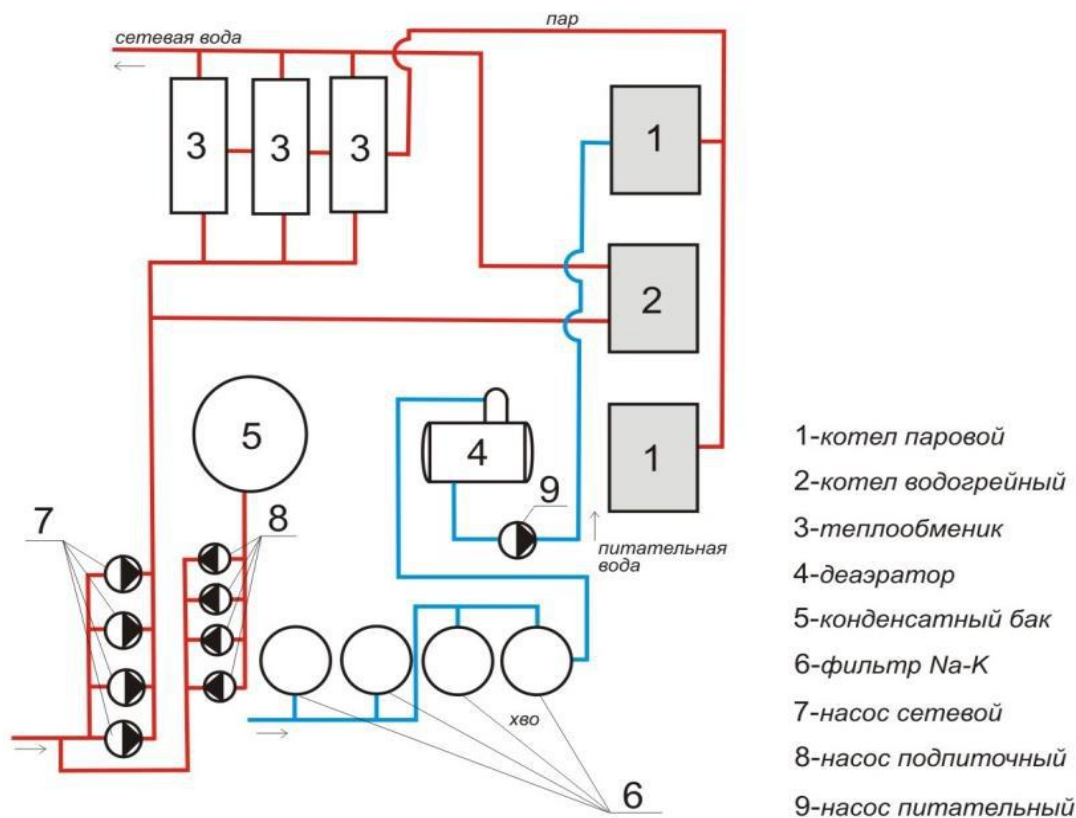 пар
сетевая вода
3
3
3
1
2
1
5
4
9
7
8
питательная
вода
хво
6
1-котел паровой
2-котел водогрейный
3-теплообменик
4-деаэратор
5-конденсатный бак
6-фильтр Na-K
7-насос сетевой
8-насос подпиточный
9-насос питательный